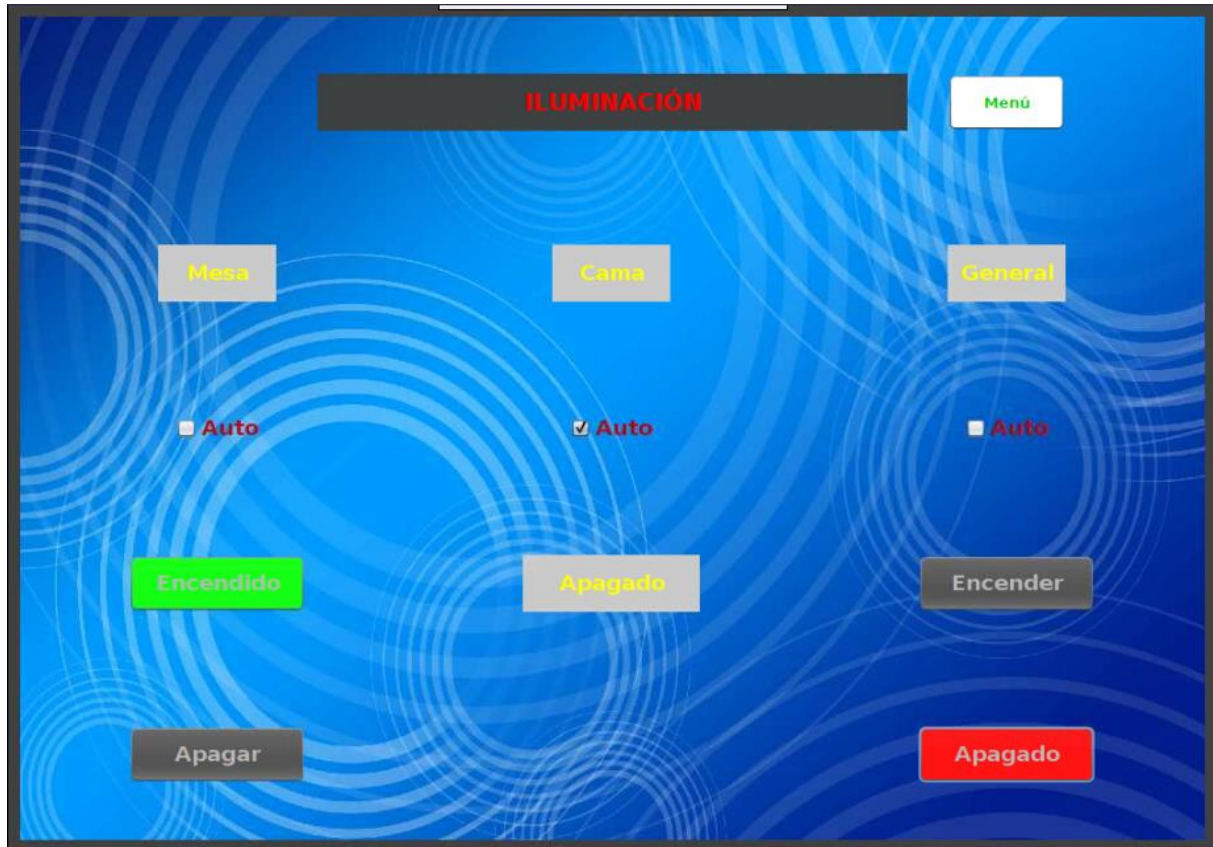 ILUMINACIÓN
Menú
Mesa
Cama
General
Auto
Auto
Auto
Encendido
Apagado
Encender
Apagar
Apagado